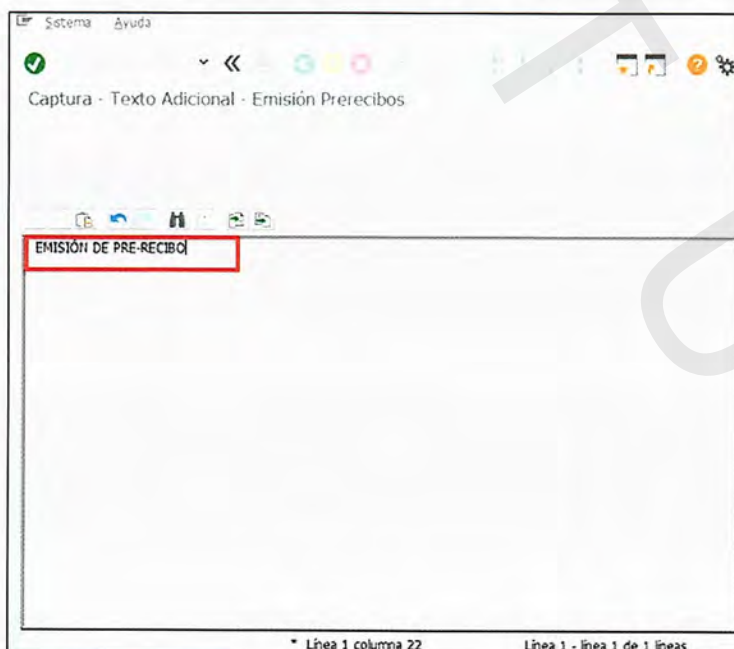 Sistema Ayuda
Captura - Texto Adicional - Emisión Prerecibos
EMISIÓN DE PRE-RECIBO
* Línea 1 columna 22 Línea 1 - línea 1 de 1 líneas